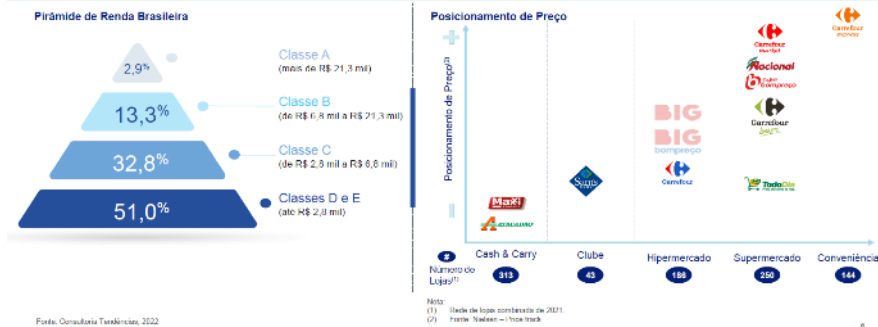 Pirâmide de Renda Brasileira
2,9%
Classe A
(mais de R$ 21,3 mil)
13,3%
Classe B
(de R$ 6,8 mil a R$ 21,3 mil)
32,8%
Classe C
(de R$ 2,8 mil a R$ 6,8 mil)
51,0%
Classes D e E
(até R$ 2,8 mil)
Fonte: Consultoria Tendências, 2022
Posicionamento de Preço
Posicionamento de Preço(2)
+
Carrefour
Carrefour
market
Nacional
Super
bompreço
BIG
Carrefour
bairro
BIG
bompreço
Carrefour
Sam's
TodoDia
Maxxi
Atacadão
#
Cash & Carry
Clube
Hipermercado
Supermercado
Conveniência
Número de
Lojas(1)
313
43
186
250
144
Nota:
(1) Rede de lojas combinada de 2021.
(2) Fonte: Nielsen – Price track